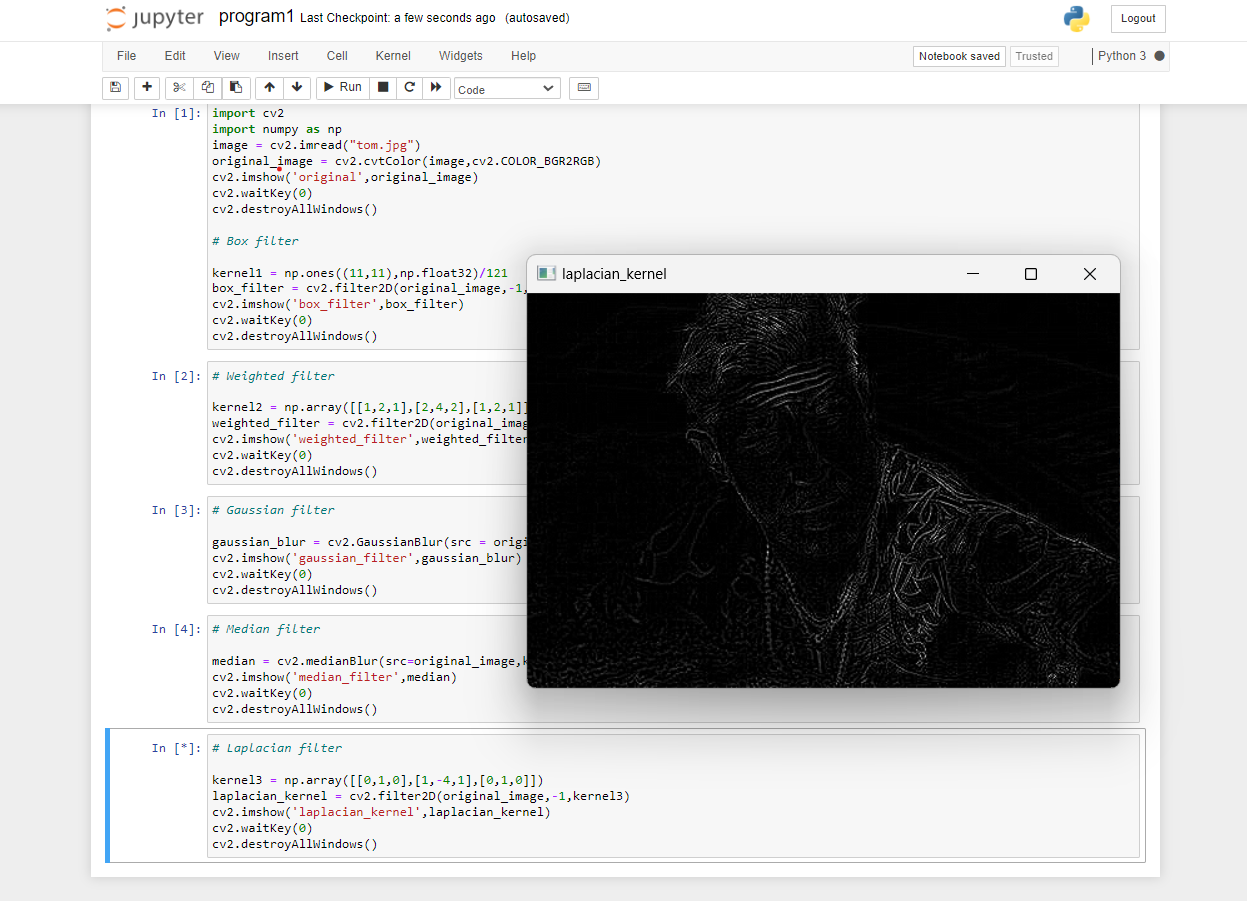 jupyter program1 Last Checkpoint: a few seconds ago (autosaved)
Logout
File Edit View Insert Cell Kernel Widgets Help
Notebook saved Trusted Python 3
Run Code
In [1]: import cv2
import numpy as np
image = cv2.imread("tom.jpg")
original_image = cv2.cvtColor(image,cv2.COLOR_BGR2RGB)
cv2.imshow('original',original_image)
cv2.waitKey(0)
cv2.destroyAllWindows()
# Box filter
kernel1 = np.ones((11,11),np.float32)/121
box_filter = cv2.filter2D(original_image,-1,
cv2.imshow('box_filter',box_filter)
cv2.waitKey(0)
cv2.destroyAllWindows()
laplacian_kernel
In [2]: # Weighted filter
kernel2 = np.array([[1,2,1],[2,4,2],[1,2,1]]
weighted_filter = cv2.filter2D(original_imag
cv2.imshow('weighted_filter',weighted_filter
cv2.waitKey(0)
cv2.destroyAllWindows()
In [3]: # Gaussian filter
gaussian_blur = cv2.GaussianBlur(src = origi
cv2.imshow('gaussian_filter',gaussian_blur)
cv2.waitKey(0)
cv2.destroyAllWindows()
In [4]: # Median filter
median = cv2.medianBlur(src=original_image,k
cv2.imshow('median_filter',median)
cv2.waitKey(0)
cv2.destroyAllWindows()
In [*]: # Laplacian filter
kernel3 = np.array([[0,1,0],[1,-4,1],[0,1,0]])
laplacian_kernel = cv2.filter2D(original_image,-1,kernel3)
cv2.imshow('laplacian_kernel',laplacian_kernel)
cv2.waitKey(0)
cv2.destroyAllWindows()